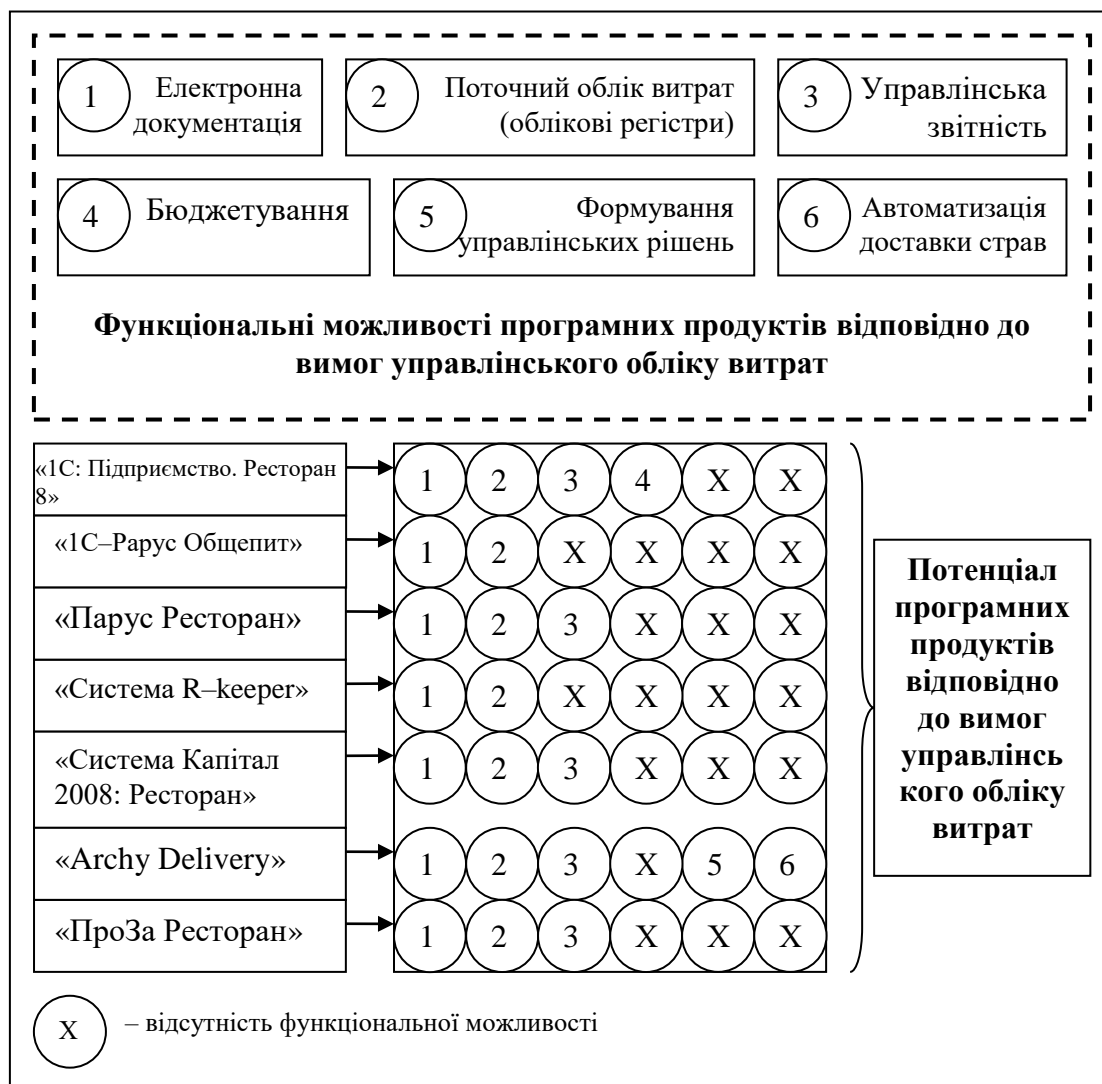 1 Електронна
документація
2 Поточний облік витрат
(облікові регістри)
3 Управлінська
звітність
4 Бюджетування
5 Формування
управлінських рішень
6 Автоматизація
доставки страв
Функціональні можливості програмних продуктів відповідно до
вимог управлінського обліку витрат
«1С: Підприємство. Ресторан
8»
1 2 3 4 X X
«1С–Рарус Общепит»
1 2 X X X X
«Парус Ресторан»
1 2 3 X X X
«Система R–keeper»
1 2 X X X X
«Система Капітал
2008: Ресторан»
1 2 3 X X X
«Archy Delivery»
1 2 3 X 5 6
«ПроЗа Ресторан»
1 2 3 X X X
Потенціал
програмних
продуктів
відповідно
до вимог
управлінсь
кого обліку
витрат
X – відсутність функціональної можливості